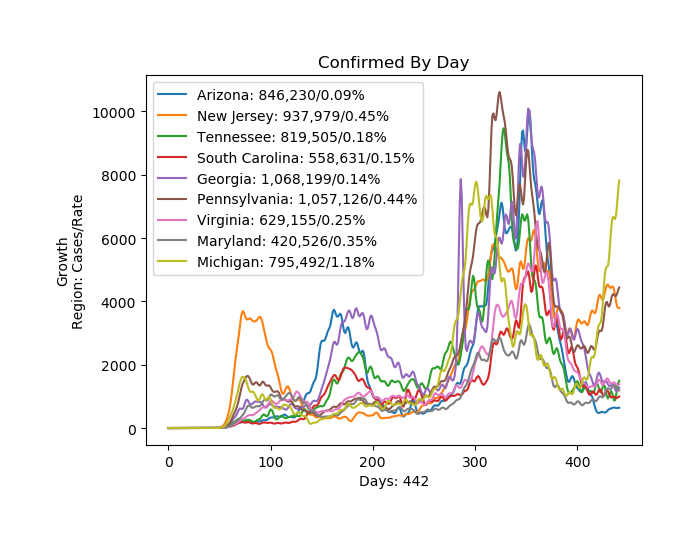 Confirmed By Day
Growth
Region: Cases/Rate
10000
8000
6000
4000
2000
0
Arizona: 846,230/0.09%
New Jersey: 937,979/0.45%
Tennessee: 819,505/0.18%
South Carolina: 558,631/0.15%
Georgia: 1,068,199/0.14%
Pennsylvania: 1,057,126/0.44%
Virginia: 629,155/0.25%
Maryland: 420,526/0.35%
Michigan: 795,492/1.18%
0 100 200 300 400
Days: 442